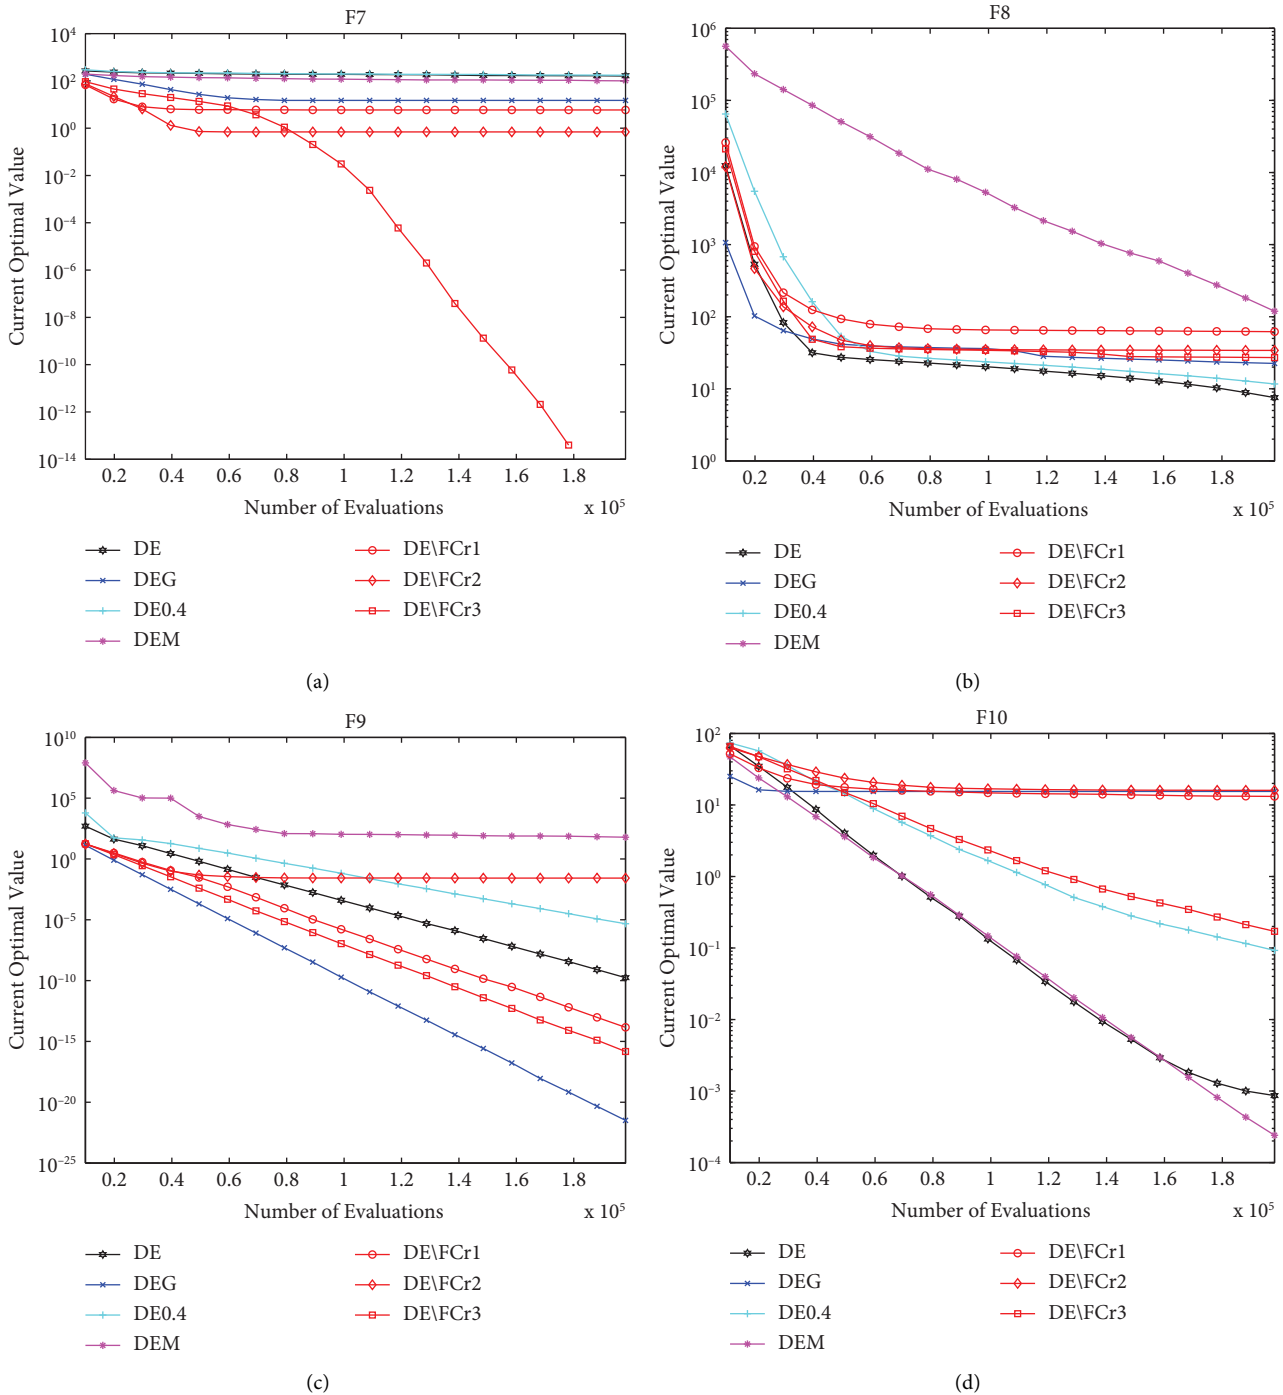 F7
10^4
10^2
10^0
10^−2
10^−4
10^−6
10^−8
10^−10
10^−12
10^−14
Current Optimal Value
0.2 0.4 0.6 0.8 1 1.2 1.4 1.6 1.8
Number of Evaluations
x 10^5
DE
DEG
DE0.4
DEM
DE\FCr1
DE\FCr2
DE\FCr3
(a)
F8
10^6
10^5
10^4
10^3
10^2
10^1
10^0
Current Optimal Value
0.2 0.4 0.6 0.8 1 1.2 1.4 1.6 1.8
Number of Evaluations
x 10^5
DE
DEG
DE0.4
DEM
DE\FCr1
DE\FCr2
DE\FCr3
(b)
F9
10^10
10^5
10^0
10^−5
10^−10
10^−15
10^−20
10^−25
Current Optimal Value
0.2 0.4 0.6 0.8 1 1.2 1.4 1.6 1.8
Number of Evaluations
x 10^5
DE
DEG
DE0.4
DEM
DE\FCr1
DE\FCr2
DE\FCr3
(c)
F10
10^2
10^1
10^0
10^−1
10^−2
10^−3
10^−4
Current Optimal Value
0.2 0.4 0.6 0.8 1 1.2 1.4 1.6 1.8
Number of Evaluations
x 10^5
DE
DEG
DE0.4
DEM
DE\FCr1
DE\FCr2
DE\FCr3
(d)